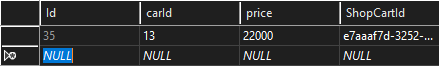 Id carId price ShopCartId
35 13 22000 e7aaaf7d-3252-...
NULL NULL NULL NULL